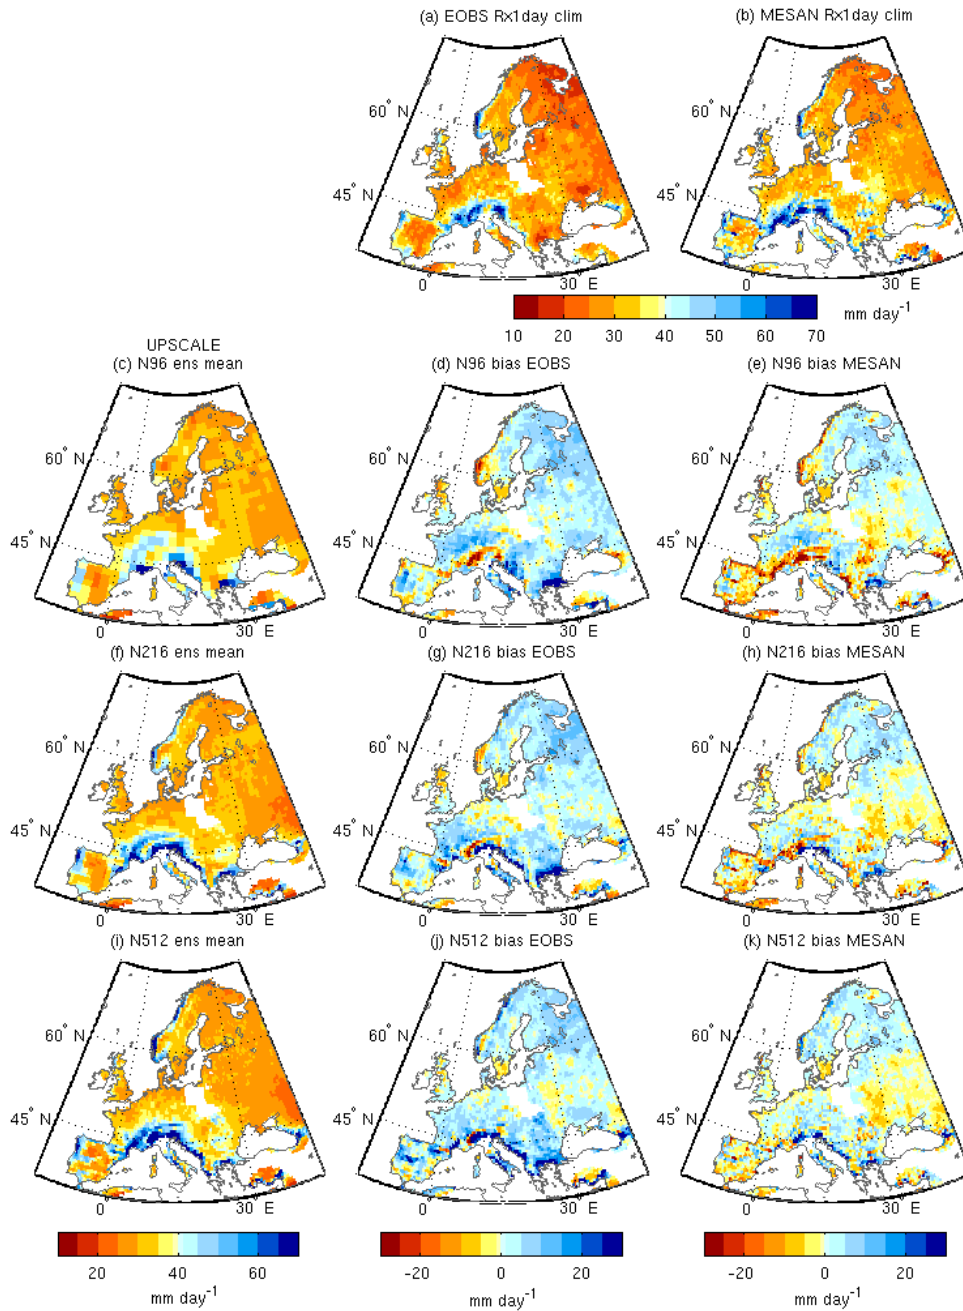 (a) EOBS Rx1day clim
(b) MESAN Rx1day clim
60° N
60° N
45° N
45° N
0°
30 E
0°
30 E
10 20 30 40 50 60 70 mm day⁻¹
UPSCALE
(c) N96 ens mean
(d) N96 bias EOBS
(e) N96 bias MESAN
60° N
60° N
60° N
45° N
45° N
45° N
0°
30 E
0°
30 E
0°
30 E
(f) N216 ens mean
(g) N216 bias EOBS
(h) N216 bias MESAN
60° N
60° N
60° N
45° N
45° N
45° N
0°
30 E
0°
30 E
0°
30 E
(i) N512 ens mean
(j) N512 bias EOBS
(k) N512 bias MESAN
60° N
60° N
60° N
45° N
45° N
45° N
0°
30 E
0°
30 E
0°
30 E
20 40 60
-20 0 20
-20 0 20
mm day⁻¹
mm day⁻¹
mm day⁻¹